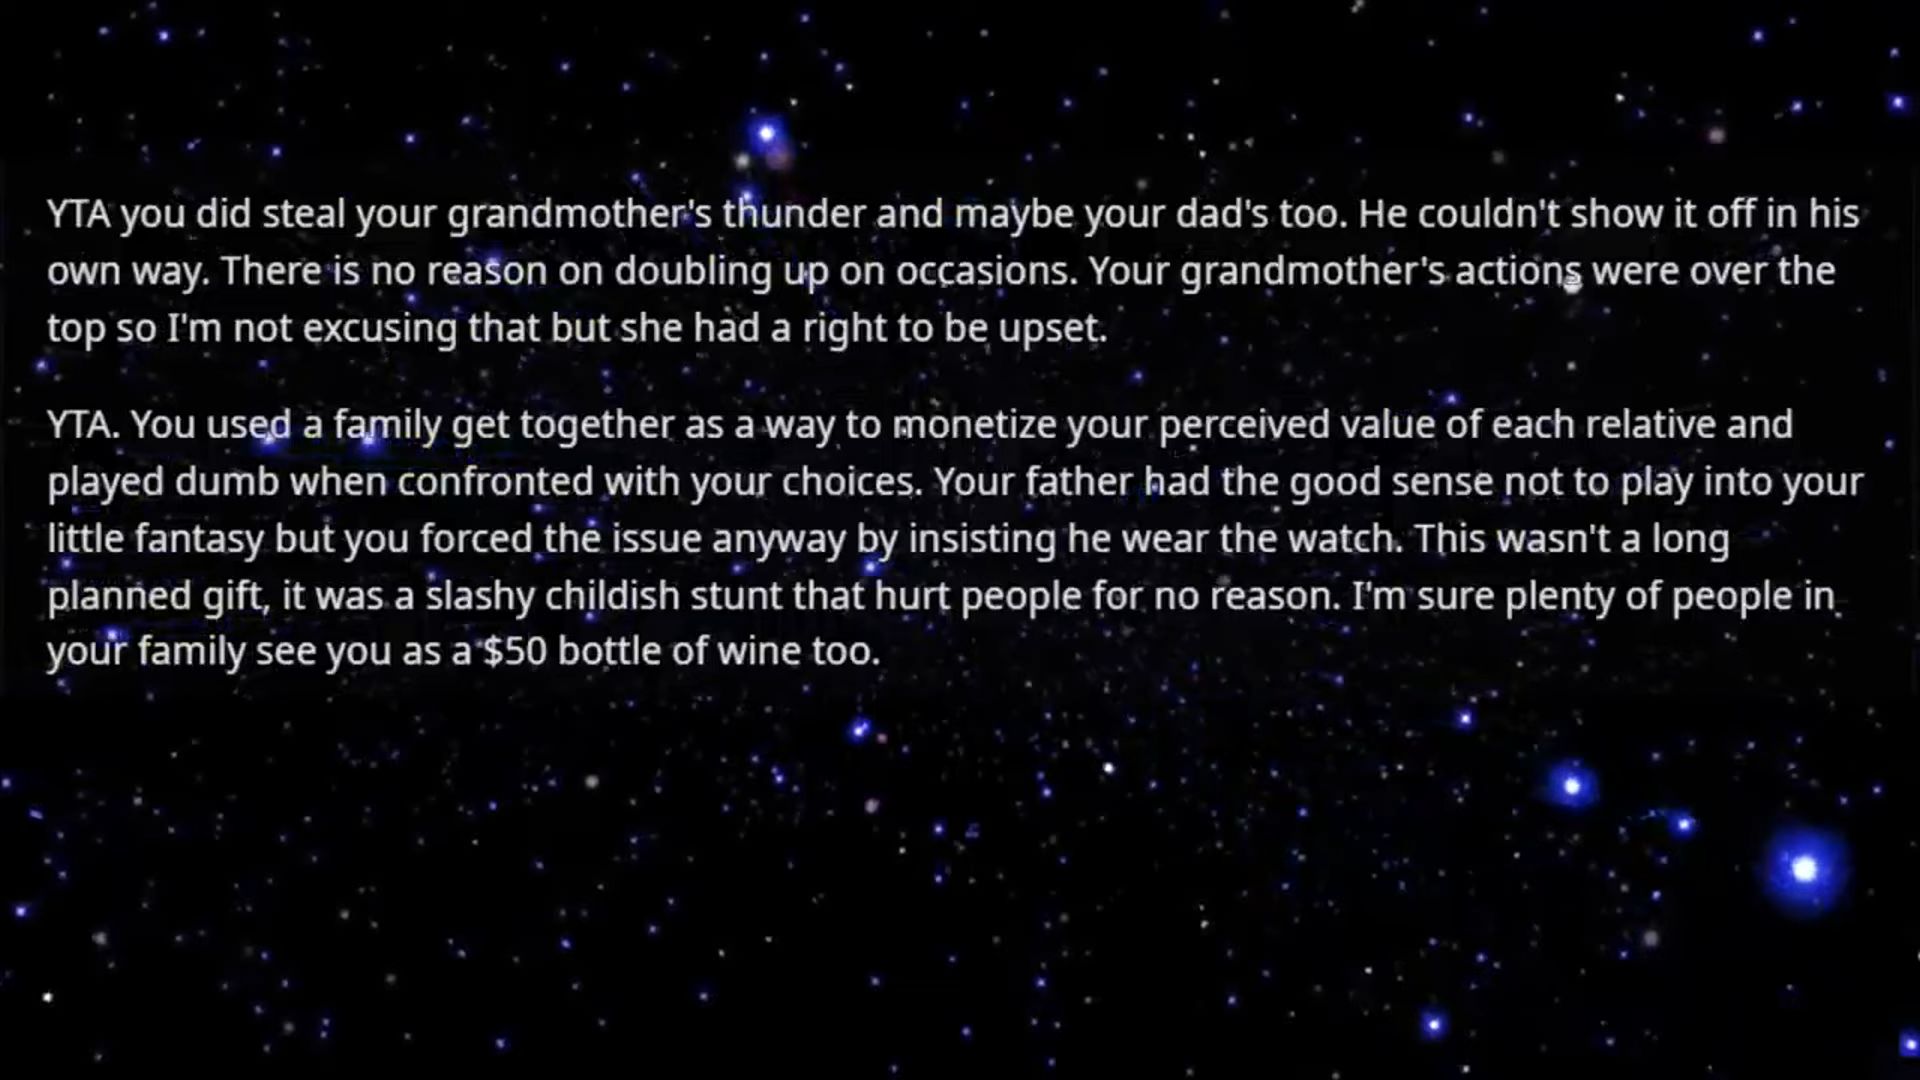 YTA you did steal your grandmother's thunder and maybe your dad's too. He couldn't show it off in his
own way. There is no reason on doubling up on occasions. Your grandmother's actions were over the
top so I'm not excusing that but she had a right to be upset.
YTA. You used a family get together as a way to monetize your perceived value of each relative and
played dumb when confronted with your choices. Your father had the good sense not to play into your
little fantasy but you forced the issue anyway by insisting he wear the watch. This wasn't a long
planned gift, it was a slashy childish stunt that hurt people for no reason. I'm sure plenty of people in
your family see you as a $50 bottle of wine too.